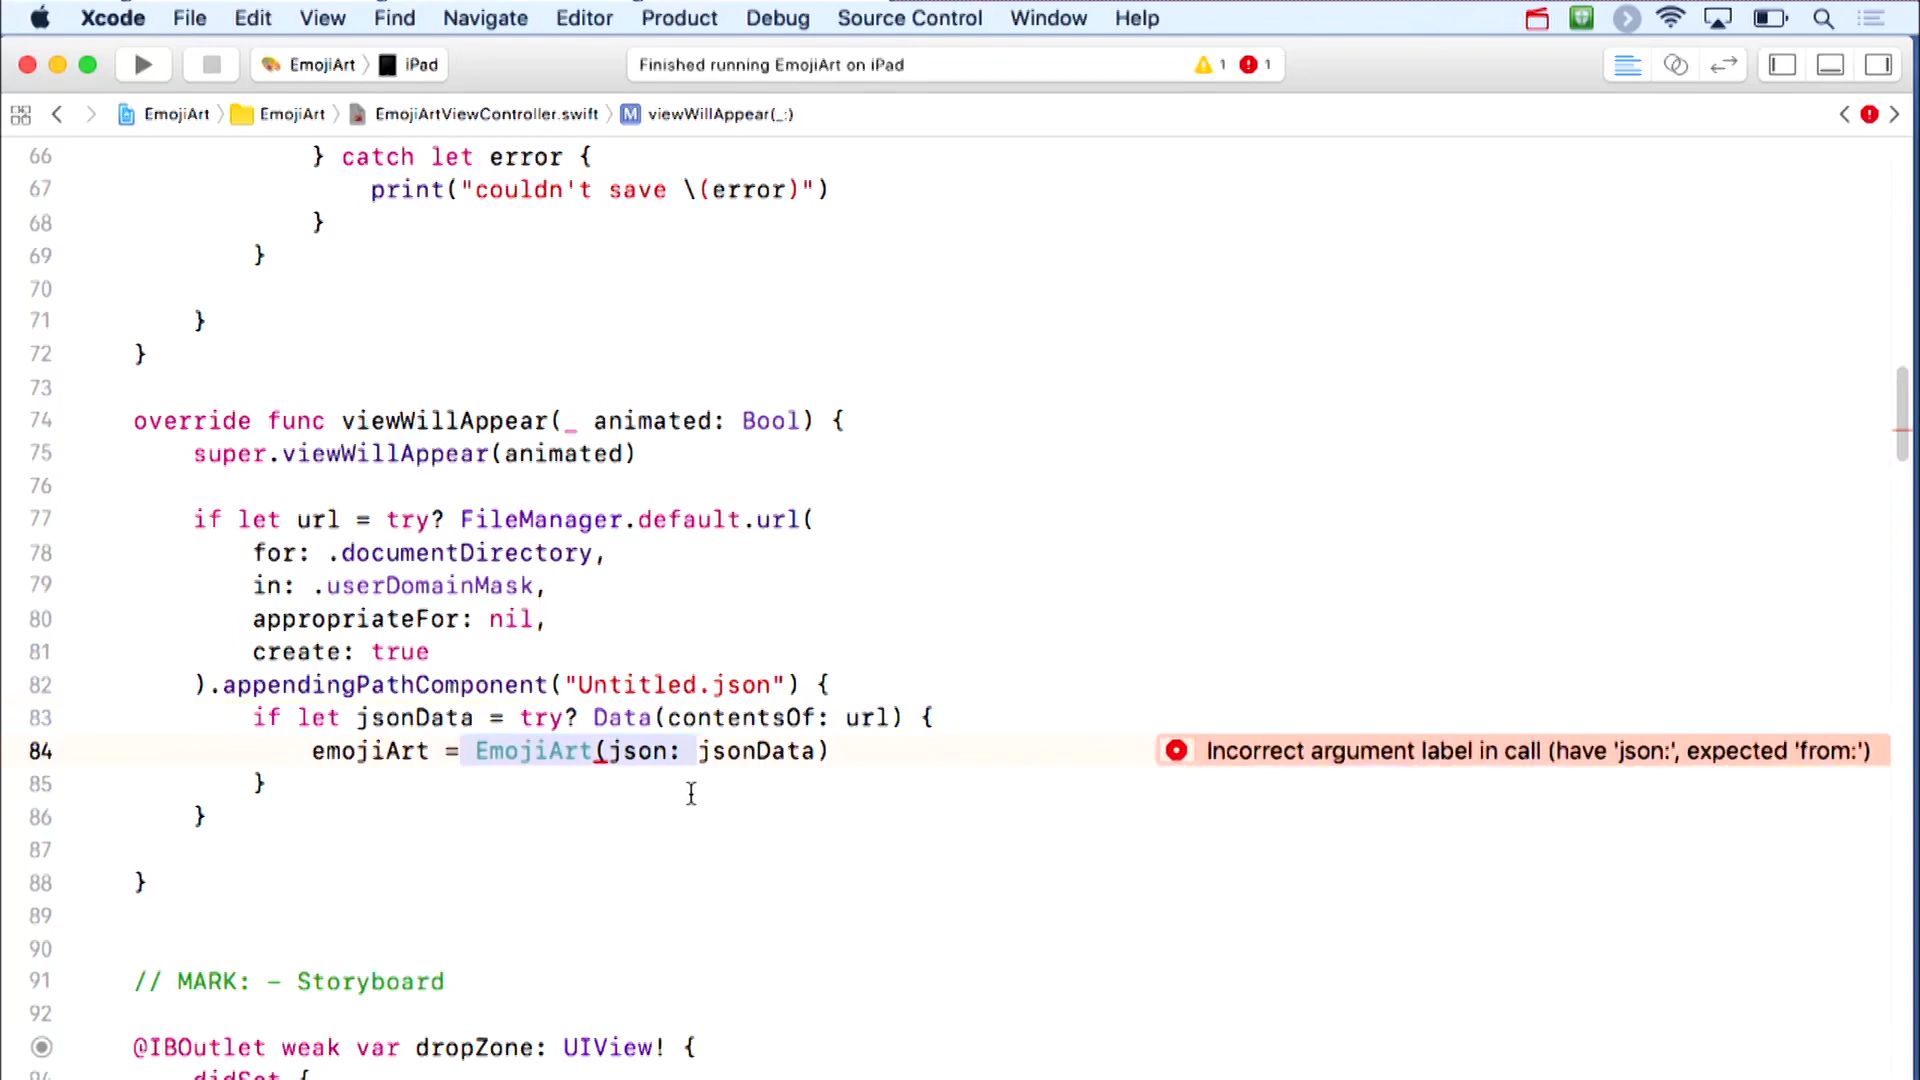 Xcode File Edit View Find Navigate Editor Product Debug Source Control Window Help
EmojiArt iPad Finished running EmojiArt on iPad 1 1
EmojiArt EmojiArt EmojiArtViewController.swift M viewWillAppear(_:)
66 } catch let error {
67 print("couldn't save \(error)")
68 }
69 }
70
71 }
72 }
73
74 override func viewWillAppear(_ animated: Bool) {
75 super.viewWillAppear(animated)
76
77 if let url = try? FileManager.default.url(
78 for: .documentDirectory,
79 in: .userDomainMask,
80 appropriateFor: nil,
81 create: true
82 ).appendingPathComponent("Untitled.json") {
83 if let jsonData = try? Data(contentsOf: url) {
84 emojiArt = EmojiArt(json: jsonData) Incorrect argument label in call (have 'json:', expected 'from:')
85 }
86 }
87
88 }
89
90
91 // MARK: - Storyboard
92
@IBOutlet weak var dropZone: UIView! {
94 didSet {